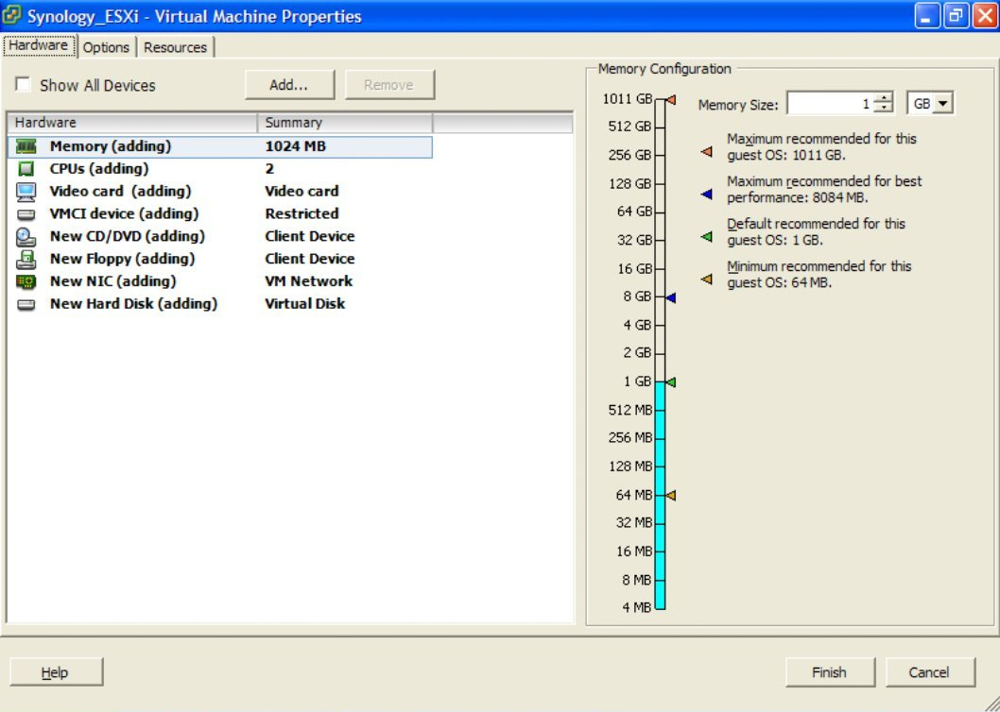 Synology_ESXi - Virtual Machine Properties
Hardware Options Resources
Show All Devices Add... Remove
Hardware Summary
Memory (adding) 1024 MB
CPUs (adding) 2
Video card (adding) Video card
VMCI device (adding) Restricted
New CD/DVD (adding) Client Device
New Floppy (adding) Client Device
New NIC (adding) VM Network
New Hard Disk (adding) Virtual Disk
Memory Configuration
Memory Size: 1 GB
1011 GB
512 GB
256 GB
128 GB
64 GB
32 GB
16 GB
8 GB
4 GB
2 GB
1 GB
512 MB
256 MB
128 MB
64 MB
32 MB
16 MB
8 MB
4 MB
Maximum recommended for this
guest OS: 1011 GB.
Maximum recommended for best
performance: 8084 MB.
Default recommended for this
guest OS: 1 GB.
Minimum recommended for this
guest OS: 64 MB.
Help Finish Cancel